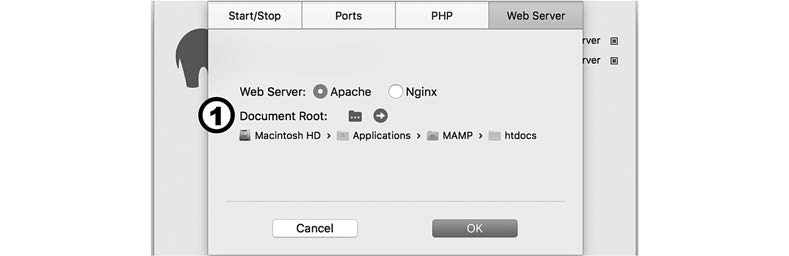 Start/Stop Ports PHP Web Server
rver
Web Server: Apache Nginx
rver
1 Document Root:
Macintosh HD > Applications > MAMP > htdocs
Cancel OK